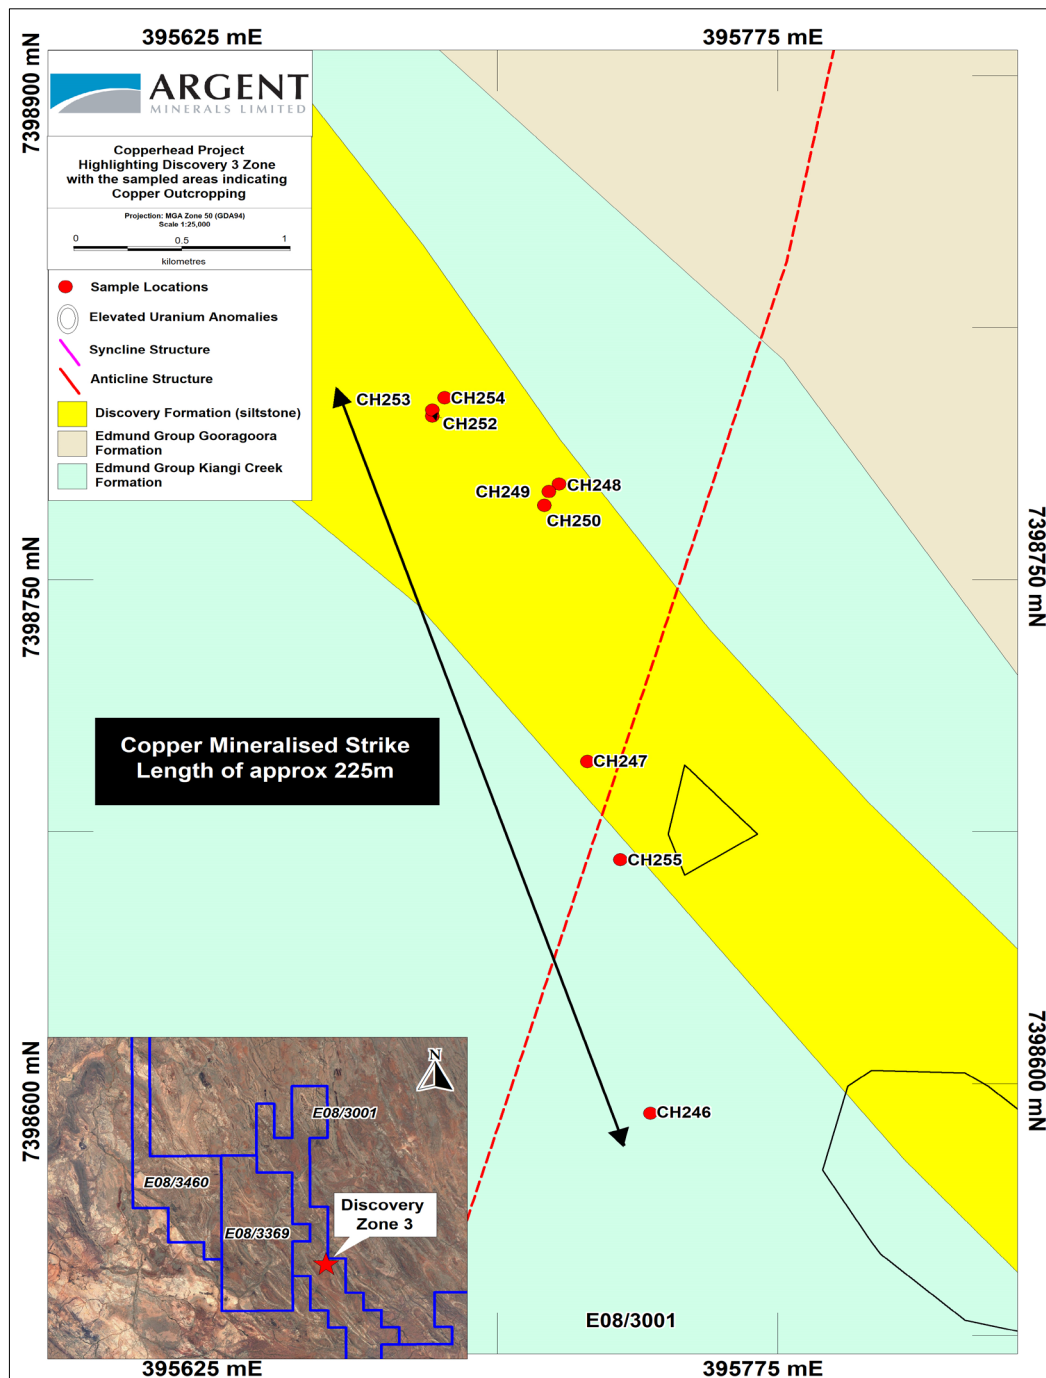 395625 mE
395775 mE
7398900 mN
ARGENT
MINERALS LIMITED
Copperhead Project
Highlighting Discovery 3 Zone
with the sampled areas indicating
Copper Outcropping
Projection: MGA Zone 50 (GDA94)
Scale 1:25,000
0 0.5 1
kilometres
Sample Locations
Elevated Uranium Anomalies
Syncline Structure
Anticline Structure
Discovery Formation (siltstone)
Edmund Group Gooragoora
Formation
Edmund Group Kiangi Creek
Formation
CH253
CH254
CH252
CH249
CH248
CH250
7398750 mN
7398750 mN
Copper Mineralised Strike
Length of approx 225m
CH247
CH255
7398600 mN
7398600 mN
CH246
N
E08/3001
E08/3460
E08/3369
Discovery
Zone 3
E08/3001
395625 mE
395775 mE